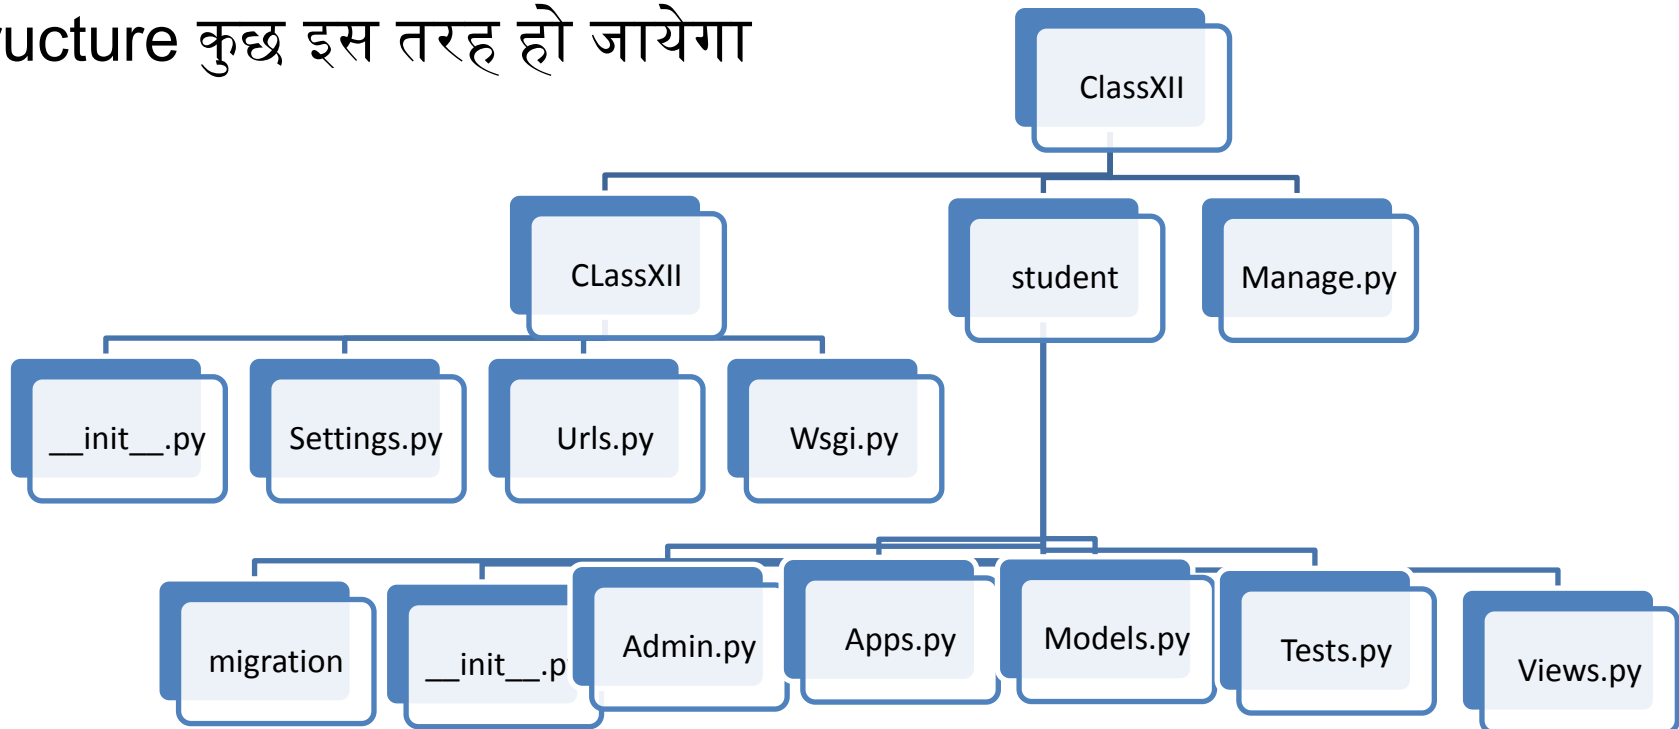 ucture कुछ इस तरह हो जायेगा
ClassXII
CLassXII
student
Manage.py
__init__.py
Settings.py
Urls.py
Wsgi.py
migration
__init__.p
Admin.py
Apps.py
Models.py
Tests.py
Views.py